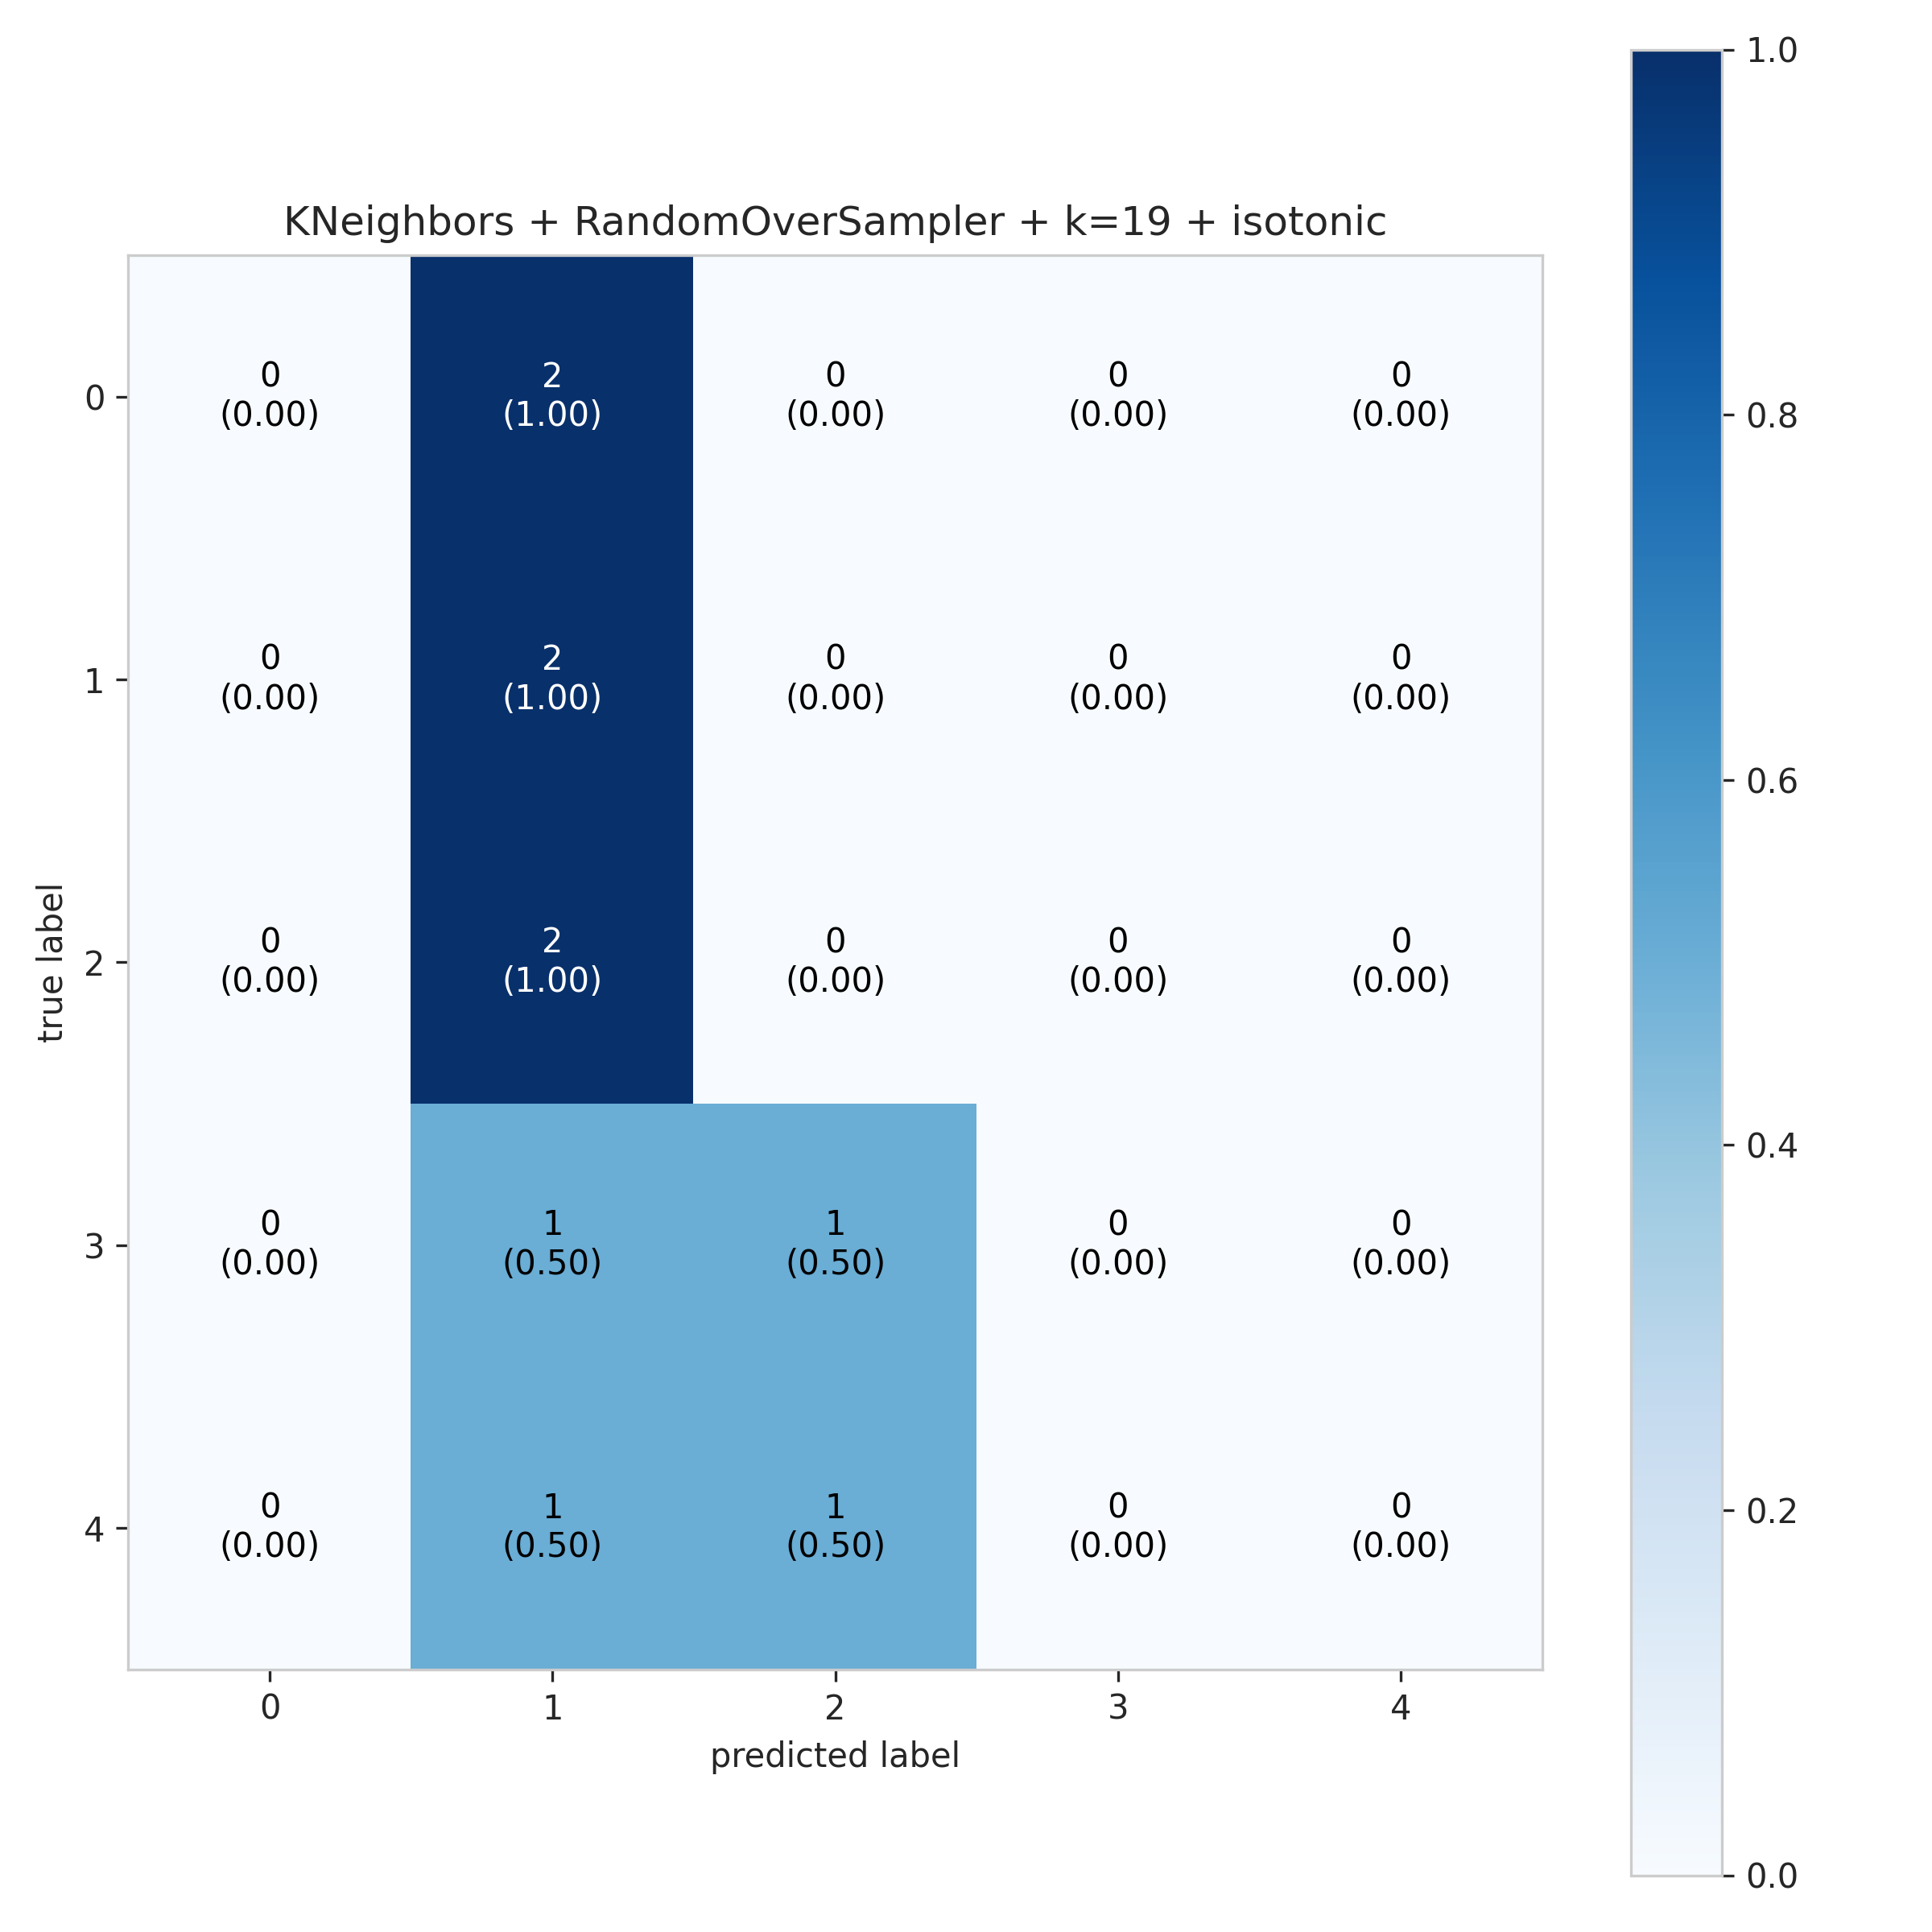 KNeighbors + RandomOverSampler + k=19 + isotonic
0 2 0 0 0
0 (0.00) (1.00) (0.00) (0.00) (0.00)
0 2 0 0 0
1 (0.00) (1.00) (0.00) (0.00) (0.00)
0 2 0 0 0
2 (0.00) (1.00) (0.00) (0.00) (0.00)
0 1 1 0 0
3 (0.00) (0.50) (0.50) (0.00) (0.00)
0 1 1 0 0
4 (0.00) (0.50) (0.50) (0.00) (0.00)
0 1 2 3 4
predicted label
true label
1.0
0.8
0.6
0.4
0.2
0.0